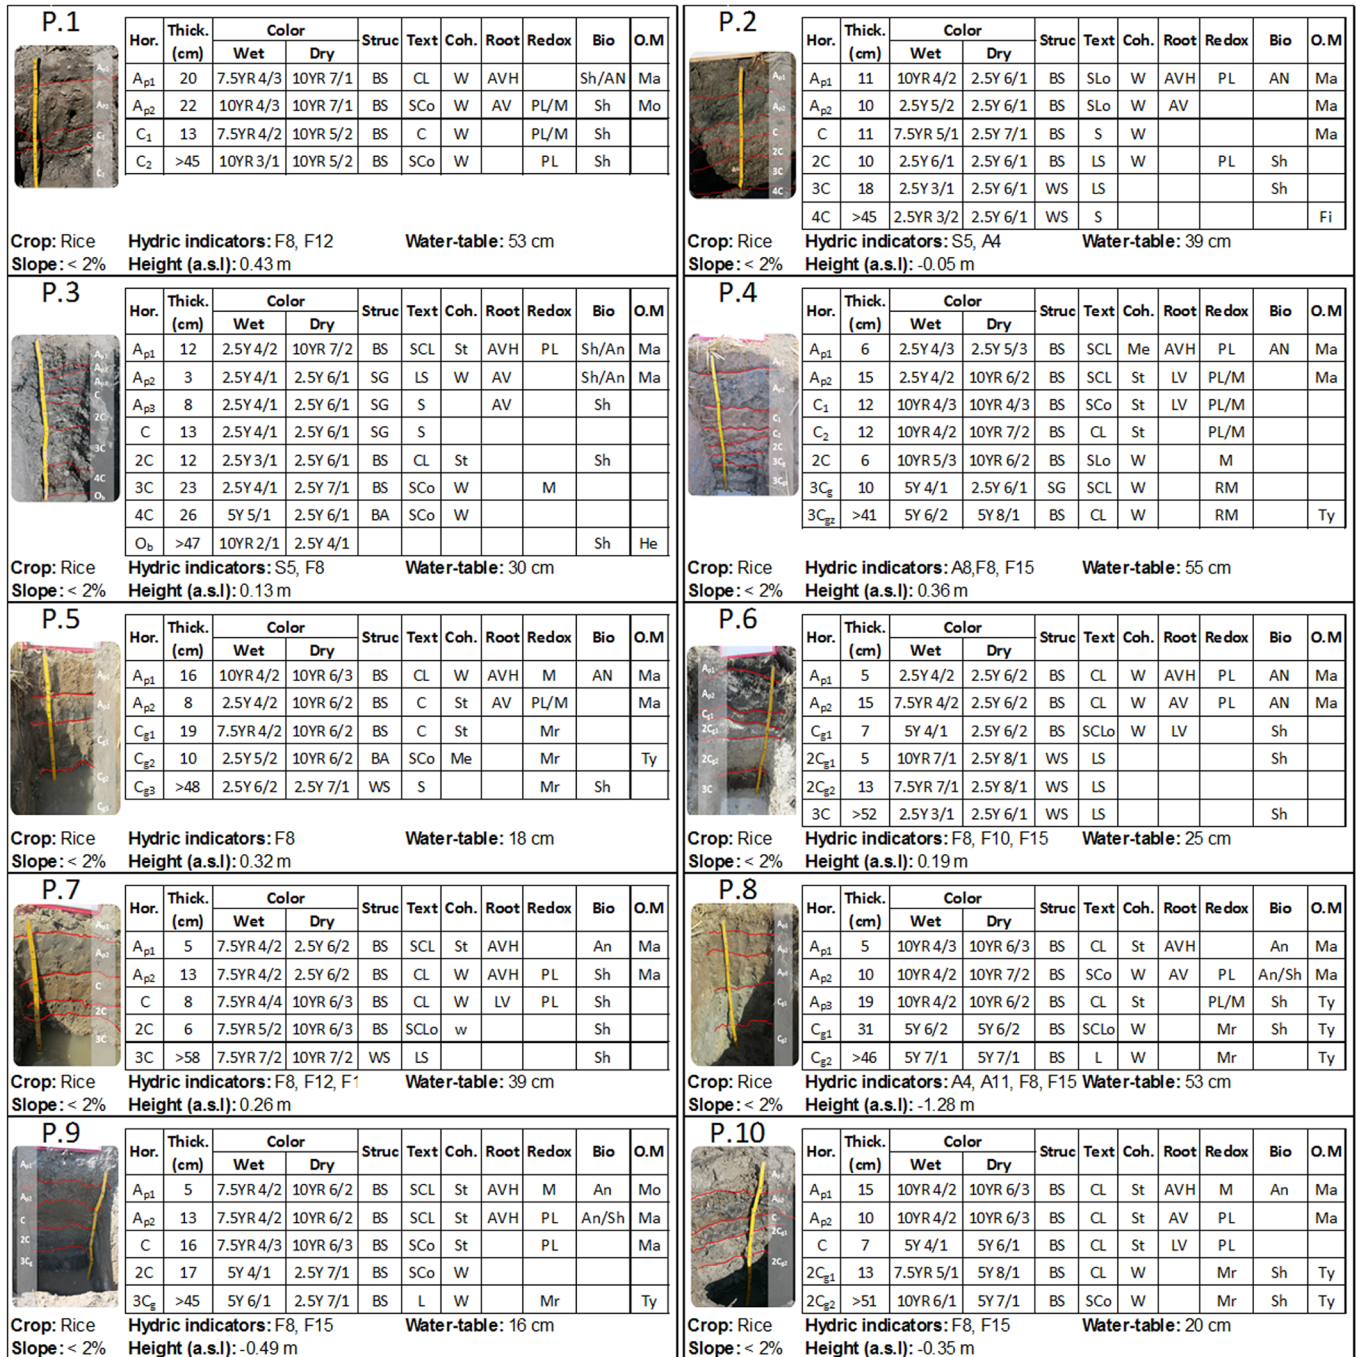 P.1
Hor. Thick. (cm) Color Wet Dry Struc Text Coh. Root Redox Bio O.M
Ap1 20 7.5YR 4/3 10YR 7/1 BS CL W AVH Sh/AN Ma
Ap2 22 10YR 4/3 10YR 7/1 BS SCo W AV PL/M Sh Mo
C1 13 7.5YR 4/2 10YR 5/2 BS C W PL/M Sh
C2 >45 10YR 3/1 10YR 5/2 BS SCo W PL Sh
Crop: Rice Hydric indicators: F8, F12 Water-table: 53 cm
Slope: < 2% Height (a.s.l): 0.43 m
P.2
Hor. Thick. (cm) Color Wet Dry Struc Text Coh. Root Redox Bio O.M
Ap1 11 10YR 4/2 2.5Y 6/1 BS SLo W AVH PL AN Ma
Ap2 10 2.5Y 5/2 2.5Y 6/1 BS SLo W AV Ma
C 11 7.5YR 5/1 2.5Y 7/1 BS S W Ma
2C 10 2.5Y 6/1 2.5Y 6/1 BS LS W PL Sh
3C 18 2.5Y 3/1 2.5Y 6/1 WS LS Sh
4C >45 2.5YR 3/2 2.5Y 6/1 WS S Fi
Crop: Rice Hydric indicators: S5, A4 Water-table: 39 cm
Slope: < 2% Height (a.s.l): -0.05 m
P.3
Hor. Thick. (cm) Color Wet Dry Struc Text Coh. Root Redox Bio O.M
Ap1 12 2.5Y 4/2 10YR 7/2 BS SCL St AVH PL Sh/An Ma
Ap2 3 2.5Y 4/1 2.5Y 6/1 SG LS W AV Sh/An Ma
Ap3 8 2.5Y 4/1 2.5Y 6/1 SG S AV Sh
C 13 2.5Y 4/1 2.5Y 6/1 SG S
2C 12 2.5Y 3/1 2.5Y 6/1 BS CL St Sh
3C 23 2.5Y 4/1 2.5Y 7/1 BS SCo W M
4C 26 5Y 5/1 2.5Y 6/1 BA SCo W
Ob >47 10YR 2/1 2.5Y 4/1 Sh He
Crop: Rice Hydric indicators: S5, F8 Water-table: 30 cm
Slope: < 2% Height (a.s.l): 0.13 m
P.4
Hor. Thick. (cm) Color Wet Dry Struc Text Coh. Root Redox Bio O.M
Ap1 6 2.5Y 4/3 2.5Y 5/3 BS SCL Me AVH PL AN Ma
Ap2 15 2.5Y 4/2 10YR 6/2 BS SCL St LV PL/M Ma
C1 12 10YR 4/3 10YR 4/3 BS SCo St LV PL/M
C2 12 10YR 4/2 10YR 7/2 BS CL St PL/M
2C 6 10YR 5/3 10YR 6/2 BS SLo W M
3Cg 10 5Y 4/1 2.5Y 6/1 SG SCL W RM
3Cgz >41 5Y 6/2 5Y 8/1 BS CL W RM Ty
Crop: Rice Hydric indicators: A8,F8, F15 Water-table: 55 cm
Slope: < 2% Height (a.s.l): 0.36 m
P.5
Hor. Thick. (cm) Color Wet Dry Struc Text Coh. Root Redox Bio O.M
Ap1 16 10YR 4/2 10YR 6/3 BS CL W AVH M AN Ma
Ap2 8 2.5Y 4/2 10YR 6/2 BS C St AV PL/M Ma
Cg1 19 7.5YR 4/2 10YR 6/2 BS C St Mr
Cg2 10 2.5Y 5/2 10YR 6/2 BA SCo Me Mr Ty
Cg3 >48 2.5Y 6/2 2.5Y 7/1 WS S Mr Sh
Crop: Rice Hydric indicators: F8 Water-table: 18 cm
Slope: < 2% Height (a.s.l): 0.32 m
P.6
Hor. Thick. (cm) Color Wet Dry Struc Text Coh. Root Redox Bio O.M
Ap1 5 2.5Y 4/2 2.5Y 6/2 BS CL W AVH PL AN Ma
Ap2 15 7.5YR 4/2 2.5Y 6/2 BS CL W AV PL AN Ma
Cg1 7 5Y 4/1 2.5Y 6/2 BS SCLo W LV Sh
2Cg1 5 10YR 7/1 2.5Y 8/1 WS LS Sh
2Cg2 13 7.5YR 7/1 2.5Y 8/1 WS LS
3C >52 2.5Y 3/1 2.5Y 6/1 WS LS Sh
Crop: Rice Hydric indicators: F8, F10, F15 Water-table: 25 cm
Slope: < 2% Height (a.s.l): 0.19 m
P.7
Hor. Thick. (cm) Color Wet Dry Struc Text Coh. Root Redox Bio O.M
Ap1 5 7.5YR 4/2 2.5Y 6/2 BS SCL St AVH An Ma
Ap2 13 7.5YR 4/2 2.5Y 6/2 BS CL W AVH PL Sh Ma
C 8 7.5YR 4/4 10YR 6/3 BS CL W LV PL Sh
2C 6 7.5YR 5/2 10YR 6/3 BS SCLo w Sh
3C >58 7.5YR 7/2 10YR 7/2 WS LS Sh
Crop: Rice Hydric indicators: F8, F12, F1 Water-table: 39 cm
Slope: < 2% Height (a.s.l): 0.26 m
P.8
Hor. Thick. (cm) Color Wet Dry Struc Text Coh. Root Redox Bio O.M
Ap1 5 10YR 4/3 10YR 6/3 BS CL St AVH An Ma
Ap2 10 10YR 4/2 10YR 7/2 BS SCo W AV PL An/Sh Ma
Ap3 19 10YR 4/2 10YR 6/2 BS CL St PL/M Sh Ty
Cg1 31 5Y 6/2 5Y 6/2 BS SCLo W Mr Sh Ty
Cg2 >46 5Y 7/1 5Y 7/1 BS L W Mr Ty
Crop: Rice Hydric indicators: A4, A11, F8, F15 Water-table: 53 cm
Slope: < 2% Height (a.s.l): -1.28 m
P.9
Hor. Thick. (cm) Color Wet Dry Struc Text Coh. Root Redox Bio O.M
Ap1 5 7.5YR 4/2 10YR 6/2 BS SCL St AVH M An Mo
Ap2 13 7.5YR 4/2 10YR 6/2 BS SCL St AVH PL An/Sh Ma
C 16 7.5YR 4/3 10YR 6/3 BS SCo St PL Ma
2C 17 5Y 4/1 2.5Y 7/1 BS SCo W
3Cg >45 5Y 6/1 2.5Y 7/1 BS L W Mr Ty
Crop: Rice Hydric indicators: F8, F15 Water-table: 16 cm
Slope: < 2% Height (a.s.l): -0.49 m
P.10
Hor. Thick. (cm) Color Wet Dry Struc Text Coh. Root Redox Bio O.M
Ap1 15 10YR 4/2 10YR 6/3 BS CL St AVH M An Ma
Ap2 10 10YR 4/2 10YR 6/3 BS CL St AV PL Ma
C 7 5Y 4/1 5Y 6/1 BS CL St LV PL
2Cg1 13 7.5YR 5/1 5Y 8/1 BS CL W Mr Sh Ty
2Cg2 >51 10YR 6/1 5Y 7/1 BS SCo W Mr Sh Ty
Crop: Rice Hydric indicators: F8, F15 Water-table: 20 cm
Slope: < 2% Height (a.s.l): -0.35 m